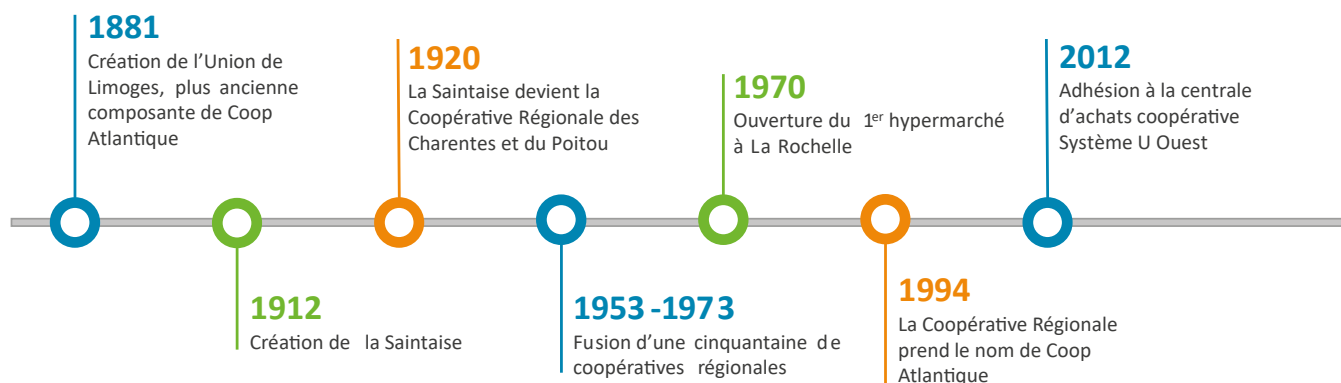 1881
Création de l’Union de
Limoges, plus ancienne
composante de Coop
Atlantique
1912
Création de la Saintaise
1920
La Saintaise devient la
Coopérative Régionale des
Charentes et du Poitou
1953 -1973
Fusion d’une cinquantaine de
coopératives régionales
1970
Ouverture du 1er hypermarché
à La Rochelle
1994
La Coopérative Régionale
prend le nom de Coop
Atlantique
2012
Adhésion à la centrale
d’achats coopérative
Système U Ouest